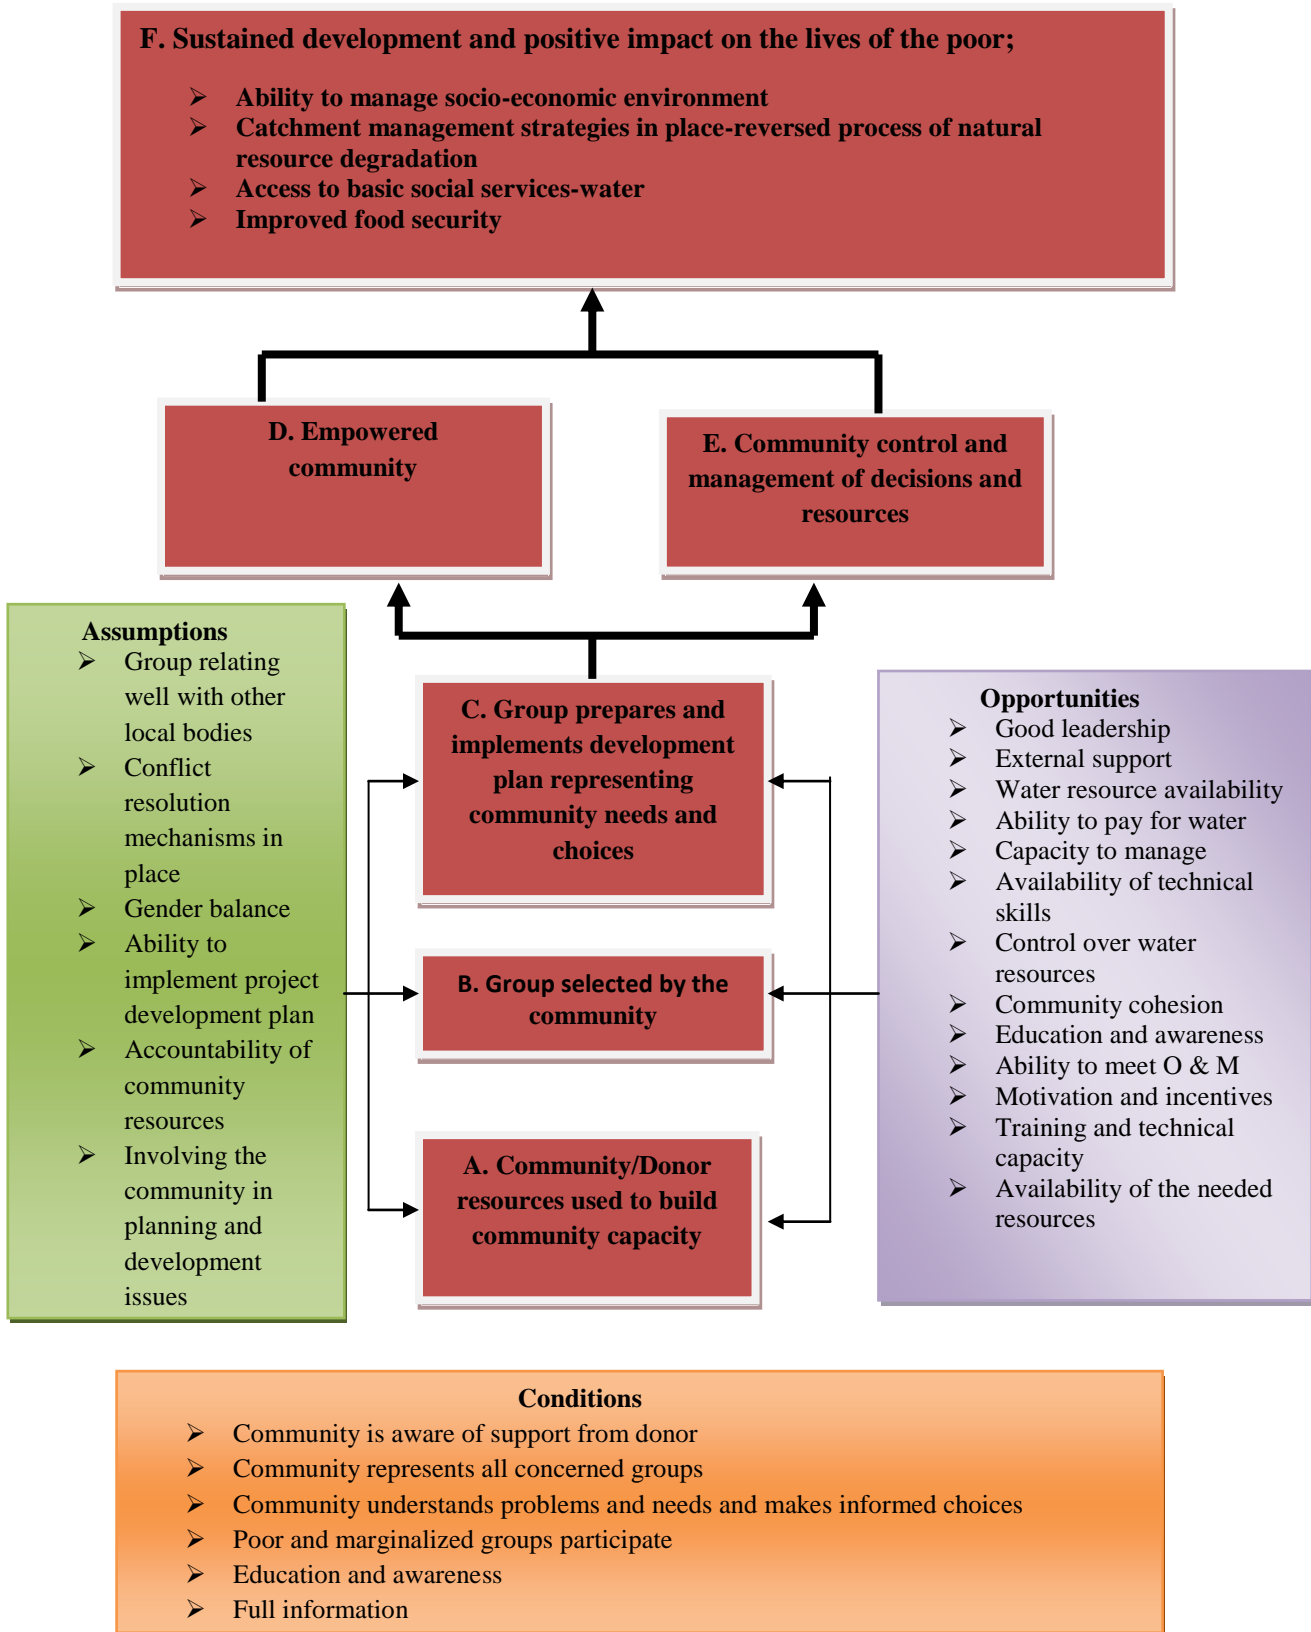 F. Sustained development and positive impact on the lives of the poor;
➢ Ability to manage socio-economic environment
➢ Catchment management strategies in place-reversed process of natural
resource degradation
➢ Access to basic social services-water
➢ Improved food security
D. Empowered
community
E. Community control and
management of decisions and
resources
Assumptions
➢ Group relating
well with other
local bodies
➢ Conflict
resolution
mechanisms in
place
➢ Gender balance
➢ Ability to
implement project
development plan
➢ Accountability of
community
resources
➢ Involving the
community in
planning and
development
issues
C. Group prepares and
implements development
plan representing
community needs and
choices
B. Group selected by the
community
A. Community/Donor
resources used to build
community capacity
Opportunities
➢ Good leadership
➢ External support
➢ Water resource availability
➢ Ability to pay for water
➢ Capacity to manage
➢ Availability of technical
skills
➢ Control over water
resources
➢ Community cohesion
➢ Education and awareness
➢ Ability to meet O & M
➢ Motivation and incentives
➢ Training and technical
capacity
➢ Availability of the needed
resources
Conditions
➢ Community is aware of support from donor
➢ Community represents all concerned groups
➢ Community understands problems and needs and makes informed choices
➢ Poor and marginalized groups participate
➢ Education and awareness
➢ Full information